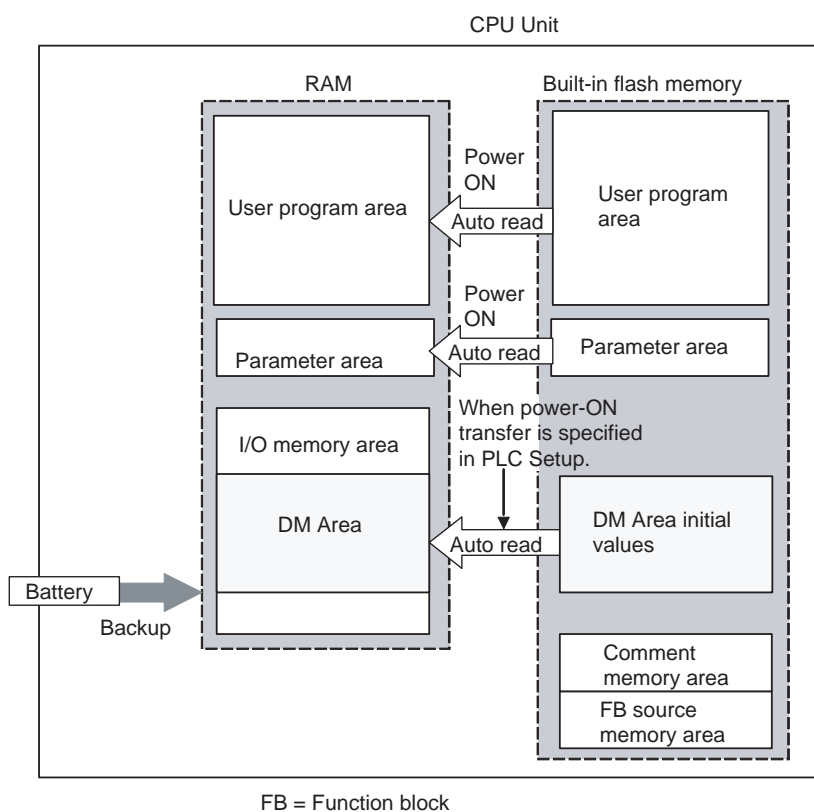 CPU Unit
RAM
Built-in flash memory
User program area
Power
ON
Auto read
User program
area
Parameter area
Power
ON
Auto read
Parameter area
I/O memory area
When power-ON
transfer is specified
in PLC Setup.
DM Area
Auto read
DM Area initial
values
Battery
Backup
Comment
memory area
FB source
memory area
FB = Function block